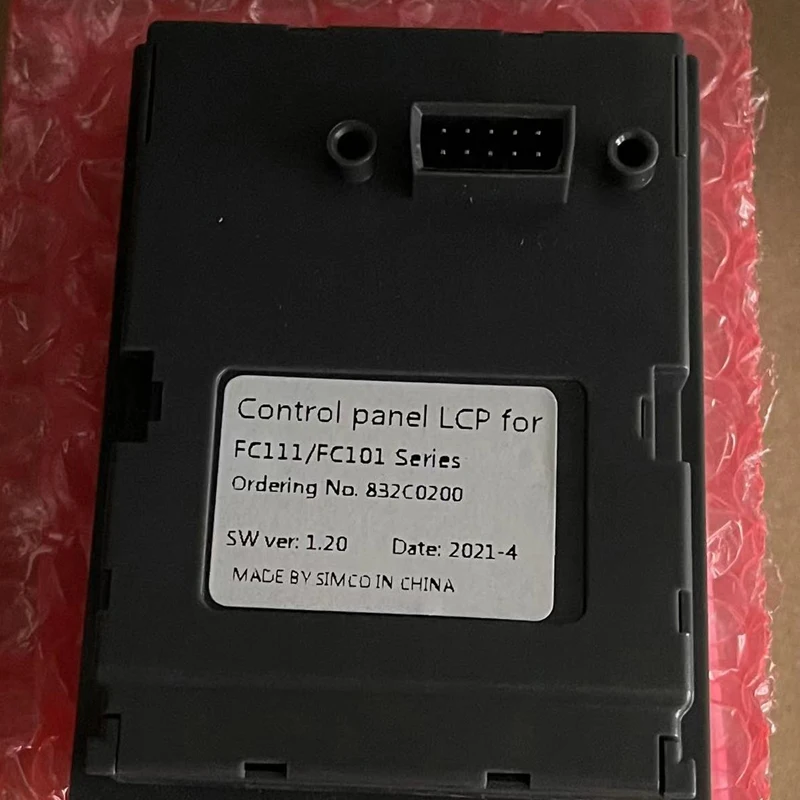 Control panel LCP for
FC111/FC101 Series
Ordering No. 832C0200
SW ver: 1.20 Date: 2021-4
MADE BY SIMCO IN CHINA